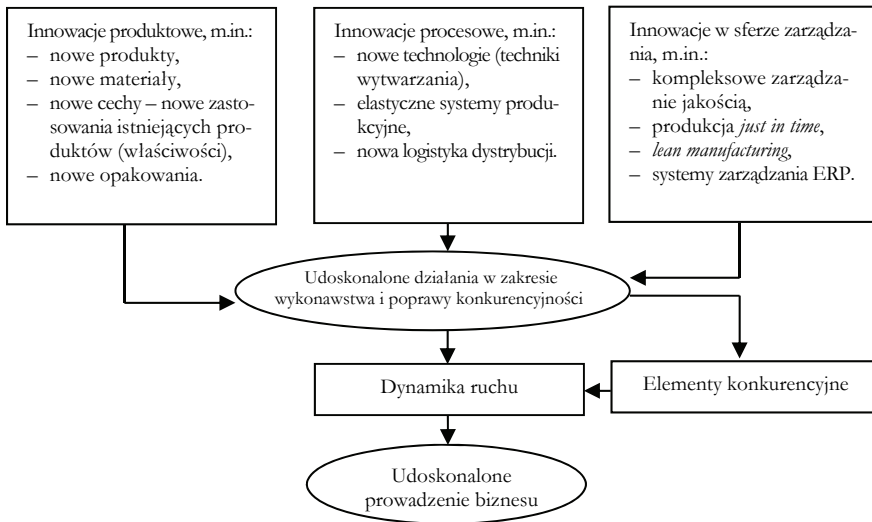 Innowacje produktowe, m.in.:
– nowe produkty,
– nowe materiały,
– nowe cechy – nowe zasto-
sowania istniejących pro-
duktów (właściwości),
– nowe opakowania.
Innowacje procesowe, m.in.:
– nowe technologie (techniki
wytwarzania),
– elastyczne systemy produ-
kcyjne,
– nowa logistyka dystrybucji.
Innowacje w sferze zarządza-
nia, m.in.:
– kompleksowe zarządza-
nie jakością,
– produkcja just in time,
– lean manufacturing,
– systemy zarządzania ERP.
Udoskonalone działania w zakresie
wykonawstwa i poprawy konkurencyjności
Dynamika ruchu
Elementy konkurencyjne
Udoskonalone
prowadzenie biznesu